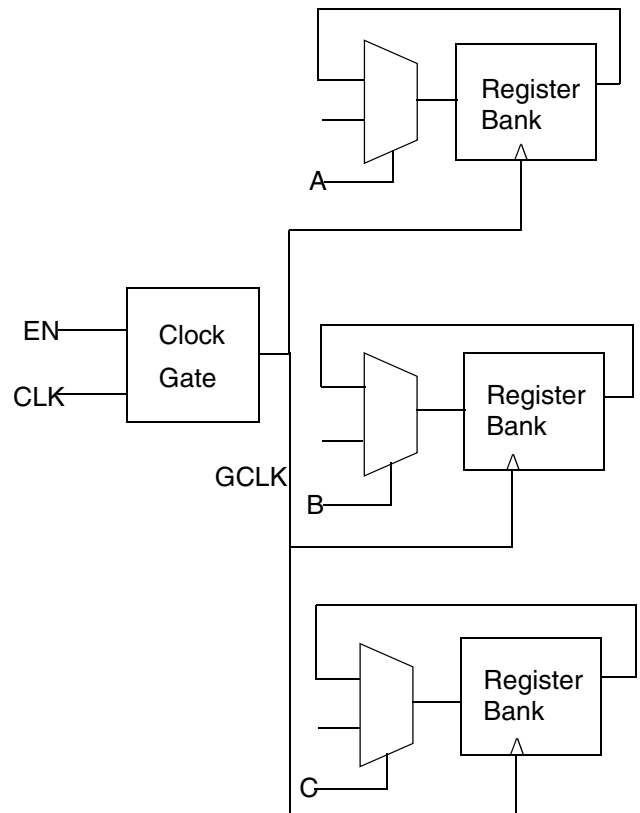 Register
Bank
A
EN
CLK
Clock
Gate
GCLK
Register
Bank
B
Register
Bank
C